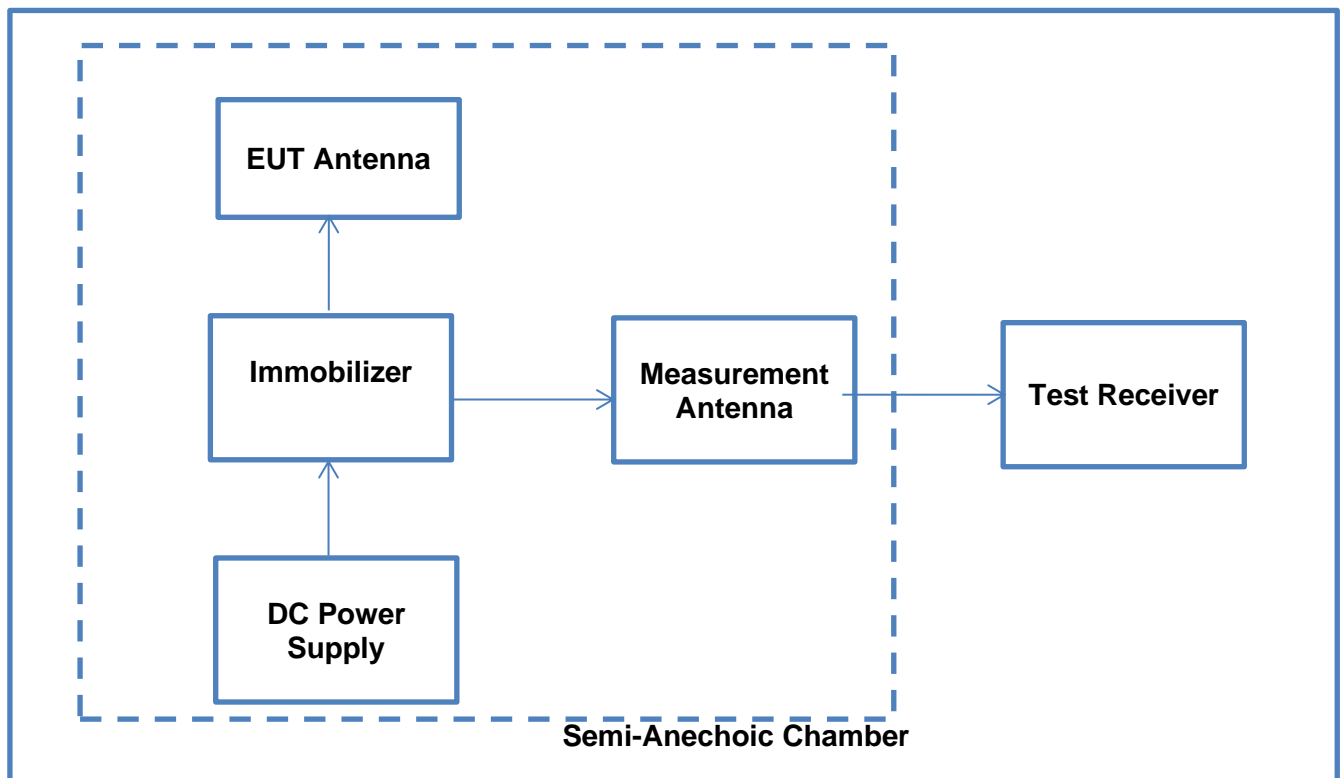 EUT Antenna
Immobilizer
Measurement
Antenna
Test Receiver
DC Power
Supply
Semi-Anechoic Chamber